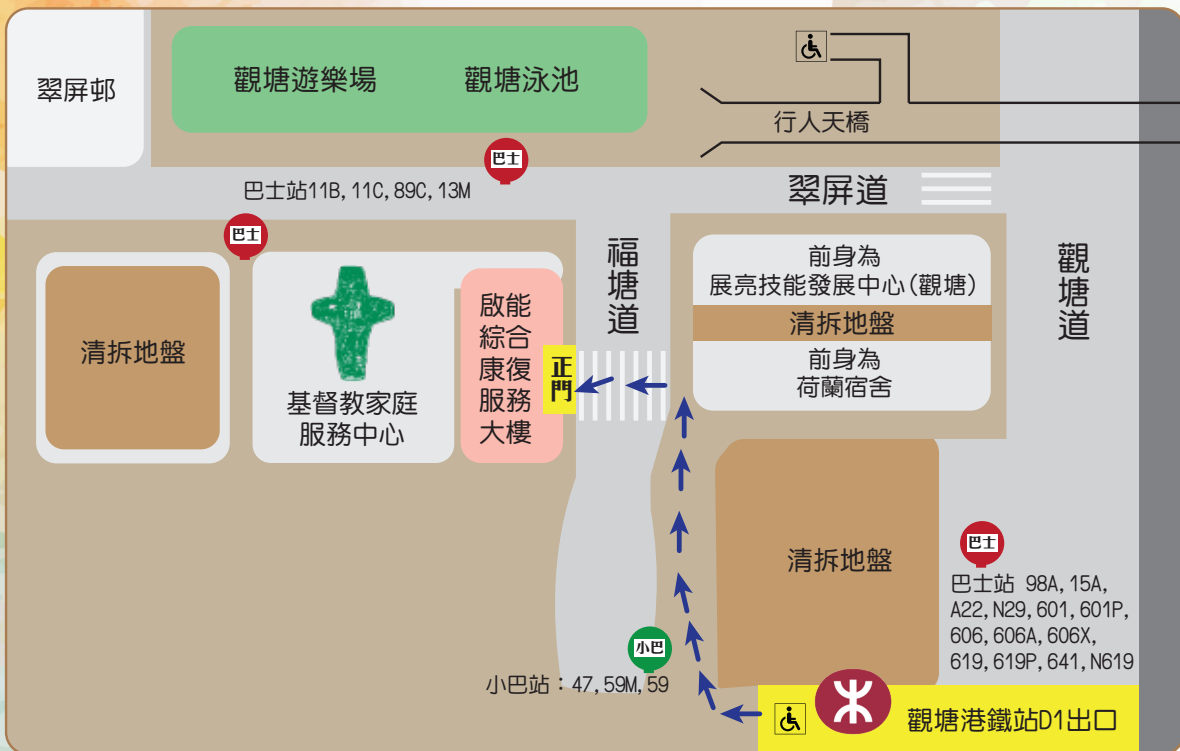 翠屏邨
觀塘遊樂場
觀塘泳池
行人天橋
巴士
巴士站11B, 11C, 89C, 13M
翠屏道
巴士
福塘道
觀塘道
前身為
展亮技能發展中心(觀塘)
清拆地盤
前身為
荷蘭宿舍
清拆地盤
基督教家庭
服務中心
啟能
綜合
康復
服務
大樓
正門
清拆地盤
巴士
巴士站 98A, 15A,
A22, N29, 601, 601P,
606, 606A, 606X,
619, 619P, 641, N619
小巴
小巴站：47, 59M, 59
觀塘港鐵站D1出口